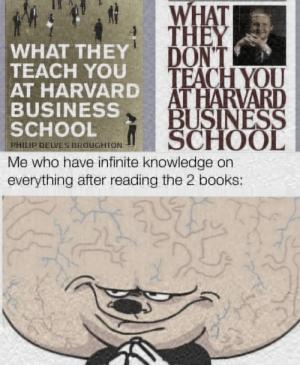 WHAT THEY
TEACH YOU
AT HARVARD
BUSINESS
SCHOOL
PHILIP DELVES BROUGHTON
WHAT
THEY
DON'T
TEACH YOU
AT HARVARD
BUSINESS
SCHOOL
Me who have infinite knowledge on
everything after reading the 2 books: